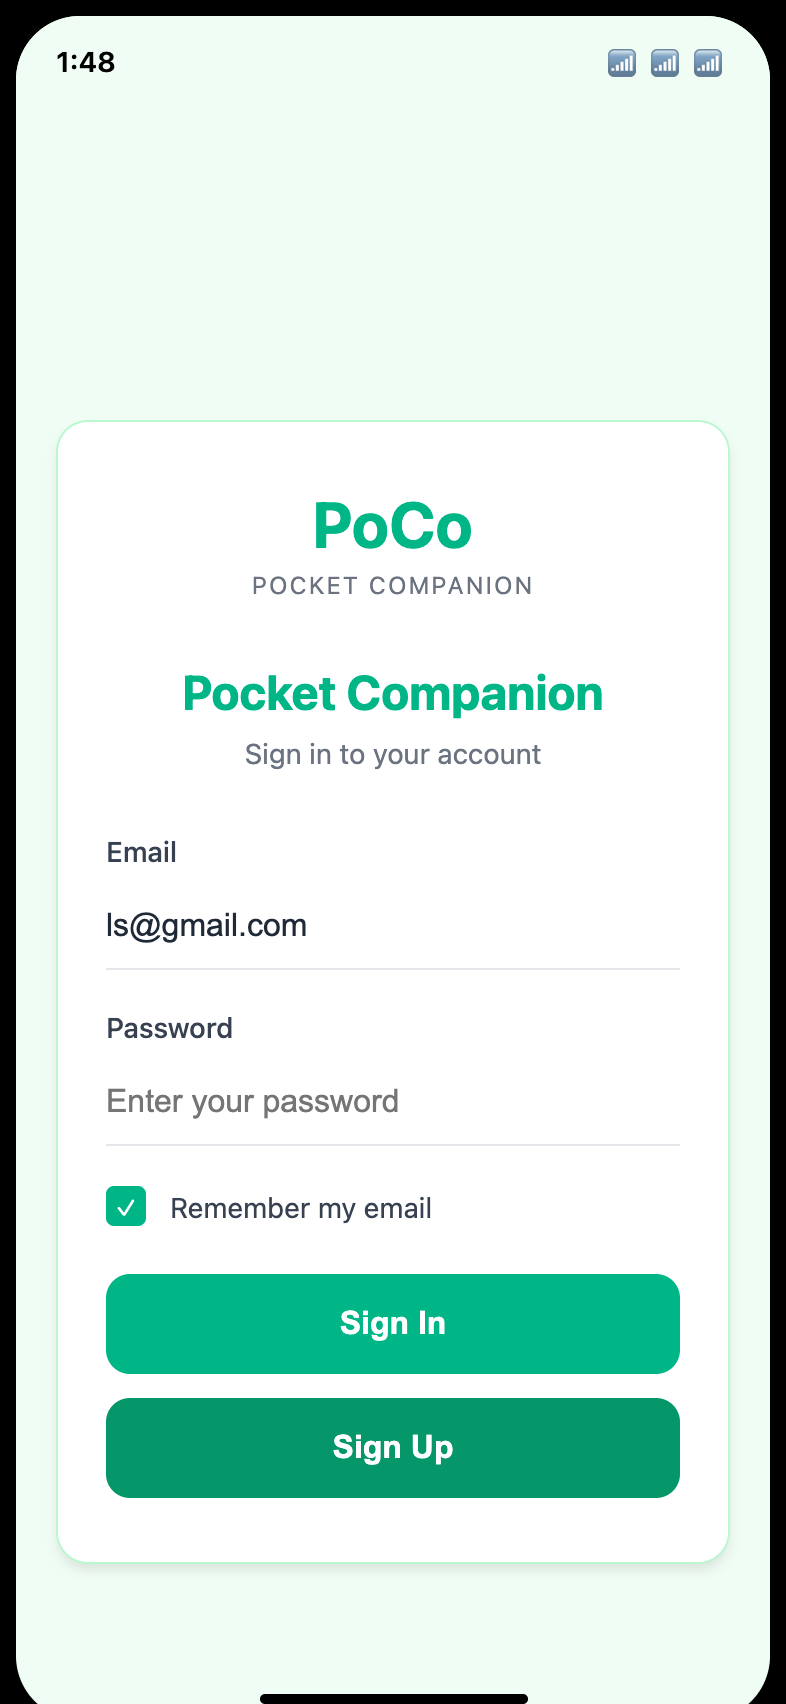 1:48
PoCo
POCKET COMPANION
Pocket Companion
Sign in to your account
Email
ls@gmail.com
Password
Enter your password
Remember my email
Sign In
Sign Up